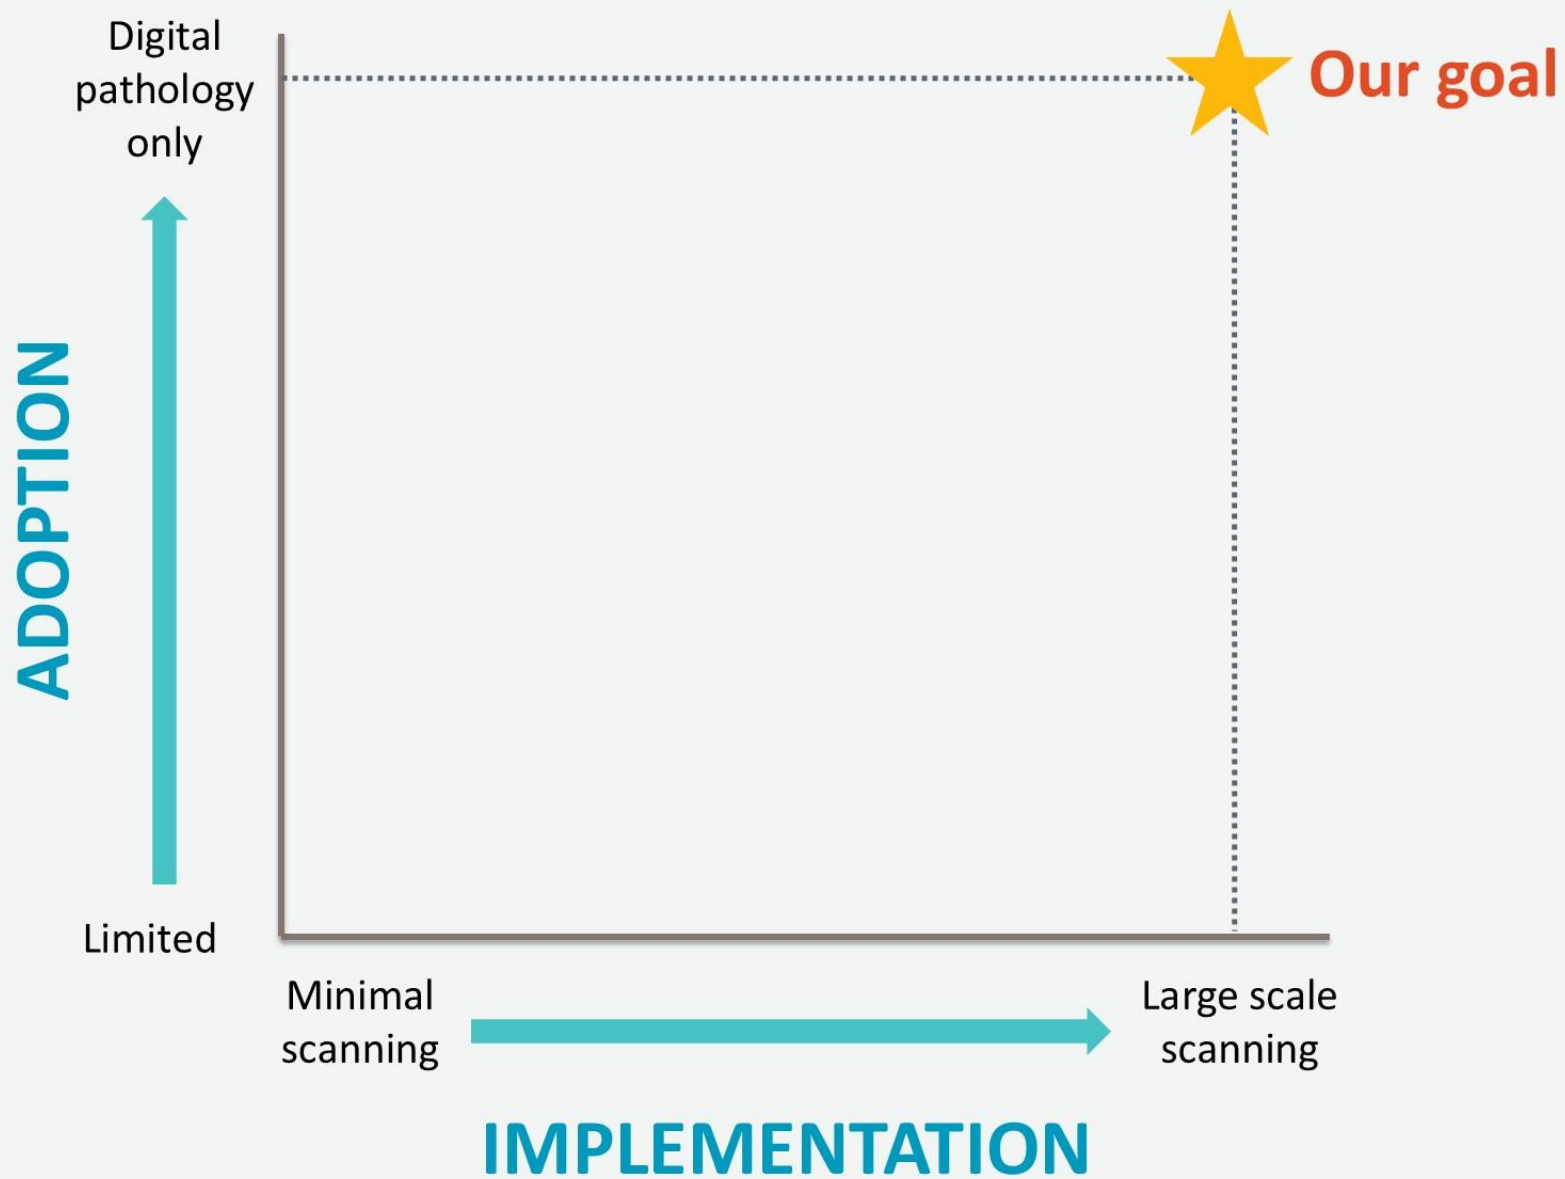 Digital
pathology
only
Our goal
ADOPTION
Limited
Minimal
scanning
Large scale
scanning
IMPLEMENTATION